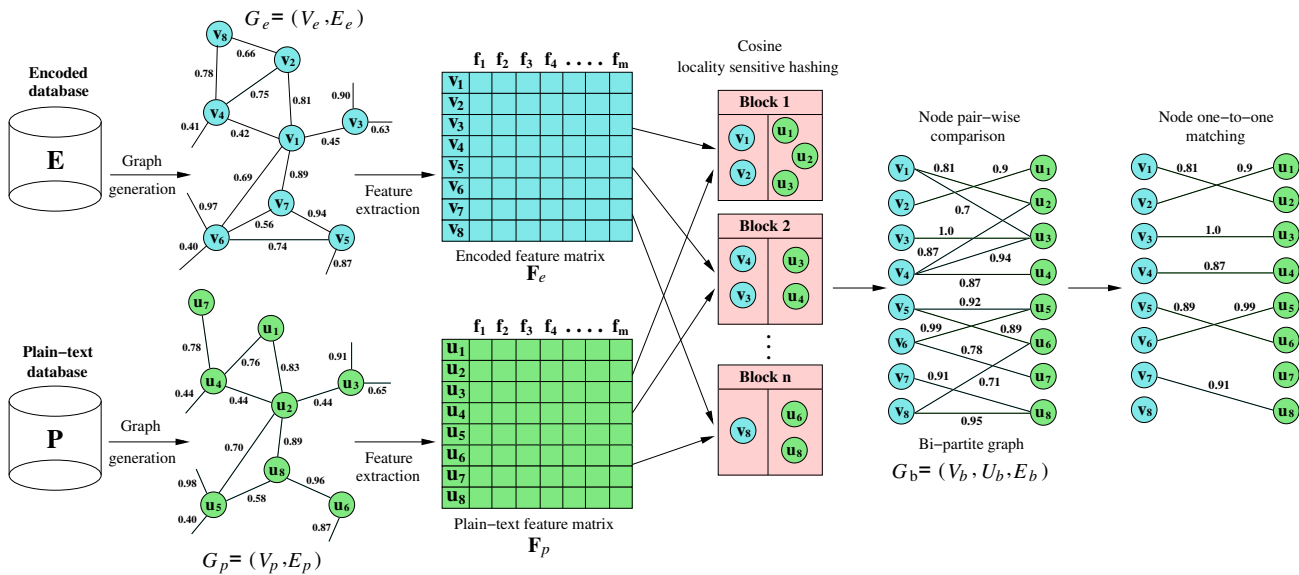 Encoded
database
E
Graph
generation
G_e = (V_e, E_e)
v8
0.66
v2
0.78
0.75
0.81
0.90
v4
v3
0.41
0.42
v1
0.45
0.63
0.69
0.89
0.97
v7
0.94
0.56
v6
v5
0.40
0.74
0.87
Feature
extraction
f1 f2 f3 f4 .... fm
v1
v2
v3
v4
v5
v6
v7
v8
Encoded feature matrix
F_e
Plain-text
database
P
Graph
generation
u7
u1
0.78
0.76
0.83
0.91
u4
u3
0.44
0.44
u2
0.44
0.65
0.70
0.89
0.98
u8
0.96
0.58
u5
u6
0.40
0.87
G_p = (V_p, E_p)
Feature
extraction
f1 f2 f3 f4 .... fm
u1
u2
u3
u4
u5
u6
u7
u8
Plain-text feature matrix
F_p
Cosine
locality sensitive hashing
Block 1
v1 u1
u2
v2 u3
Block 2
v4 u3
v3 u4
Block n
v8 u6
u8
Node pair-wise
comparison
v1 0.81 0.9 u1
v2 0.7 u2
v3 1.0 u3
0.87 0.94
v4 0.87 u4
v5 0.92 u5
0.99 0.89
v6 0.78 u6
v7 0.91 0.71 u7
v8 0.95 u8
Bi-partite graph
G_b = (V_b, U_b, E_b)
Node one-to-one
matching
v1 0.81 0.9 u1
v2 u2
v3 1.0 u3
v4 0.87 u4
v5 0.89 0.99 u5
v6 u6
v7 0.91 u7
v8 u8